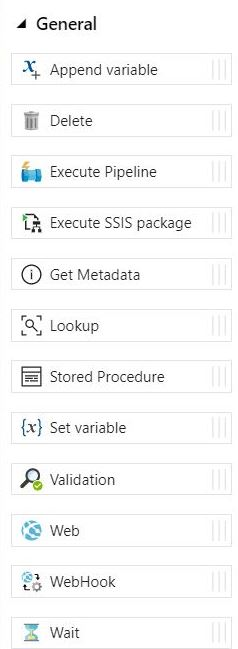 General
Append variable
Delete
Execute Pipeline
Execute SSIS package
Get Metadata
Lookup
Stored Procedure
{x} Set variable
Validation
Web
WebHook
Wait